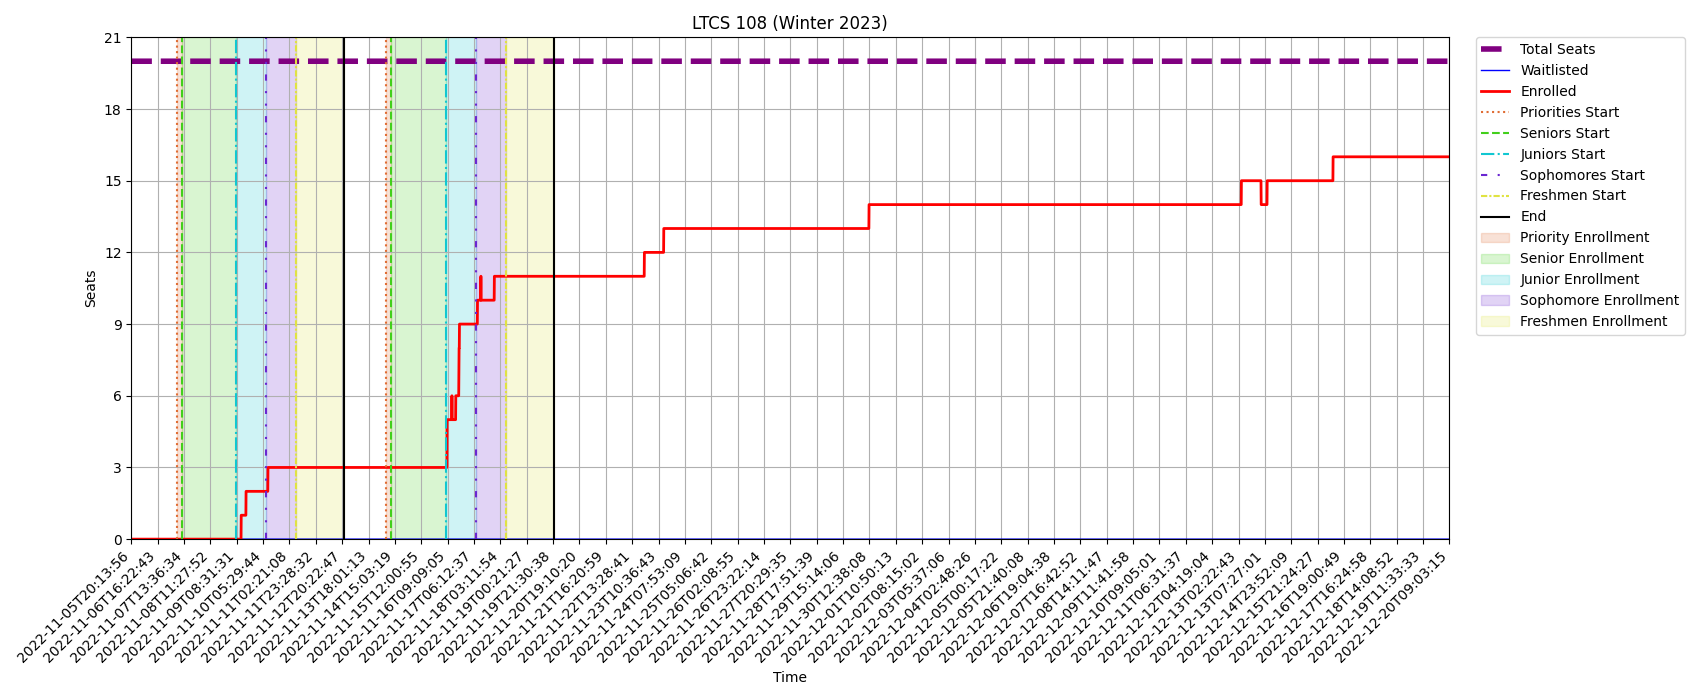 LTCS 108 (Winter 2023)
21
18
15
12
9
6
3
0
Seats
2022-11-05T20:13:56
2022-11-06T16:22:43
2022-11-07T13:36:34
2022-11-08T11:27:52
2022-11-09T08:31:31
2022-11-10T05:29:44
2022-11-11T02:21:08
2022-11-11T23:28:32
2022-11-12T20:22:47
2022-11-13T18:01:13
2022-11-14T15:03:19
2022-11-15T12:00:55
2022-11-16T09:09:05
2022-11-17T06:12:37
2022-11-18T03:11:54
2022-11-19T00:21:27
2022-11-19T21:30:38
2022-11-20T19:10:20
2022-11-21T16:20:59
2022-11-22T13:28:41
2022-11-23T10:36:43
2022-11-24T07:53:09
2022-11-25T05:06:42
2022-11-26T02:08:55
2022-11-26T23:22:14
2022-11-27T20:29:35
2022-11-28T17:51:39
2022-11-29T15:14:06
2022-11-30T12:38:08
2022-12-01T10:50:13
2022-12-02T08:15:02
2022-12-03T05:37:06
2022-12-04T02:48:26
2022-12-05T00:17:22
2022-12-05T21:40:08
2022-12-06T19:04:38
2022-12-07T16:42:52
2022-12-08T14:11:47
2022-12-09T11:41:58
2022-12-10T09:05:01
2022-12-11T06:31:37
2022-12-12T04:19:04
2022-12-13T02:22:43
2022-12-13T07:27:01
2022-12-14T23:52:09
2022-12-15T21:24:27
2022-12-16T19:00:49
2022-12-17T16:24:58
2022-12-18T14:08:52
2022-12-19T11:33:33
2022-12-20T09:03:15
Time
Total Seats
Waitlisted
Enrolled
Priorities Start
Seniors Start
Juniors Start
Sophomores Start
Freshmen Start
End
Priority Enrollment
Senior Enrollment
Junior Enrollment
Sophomore Enrollment
Freshmen Enrollment